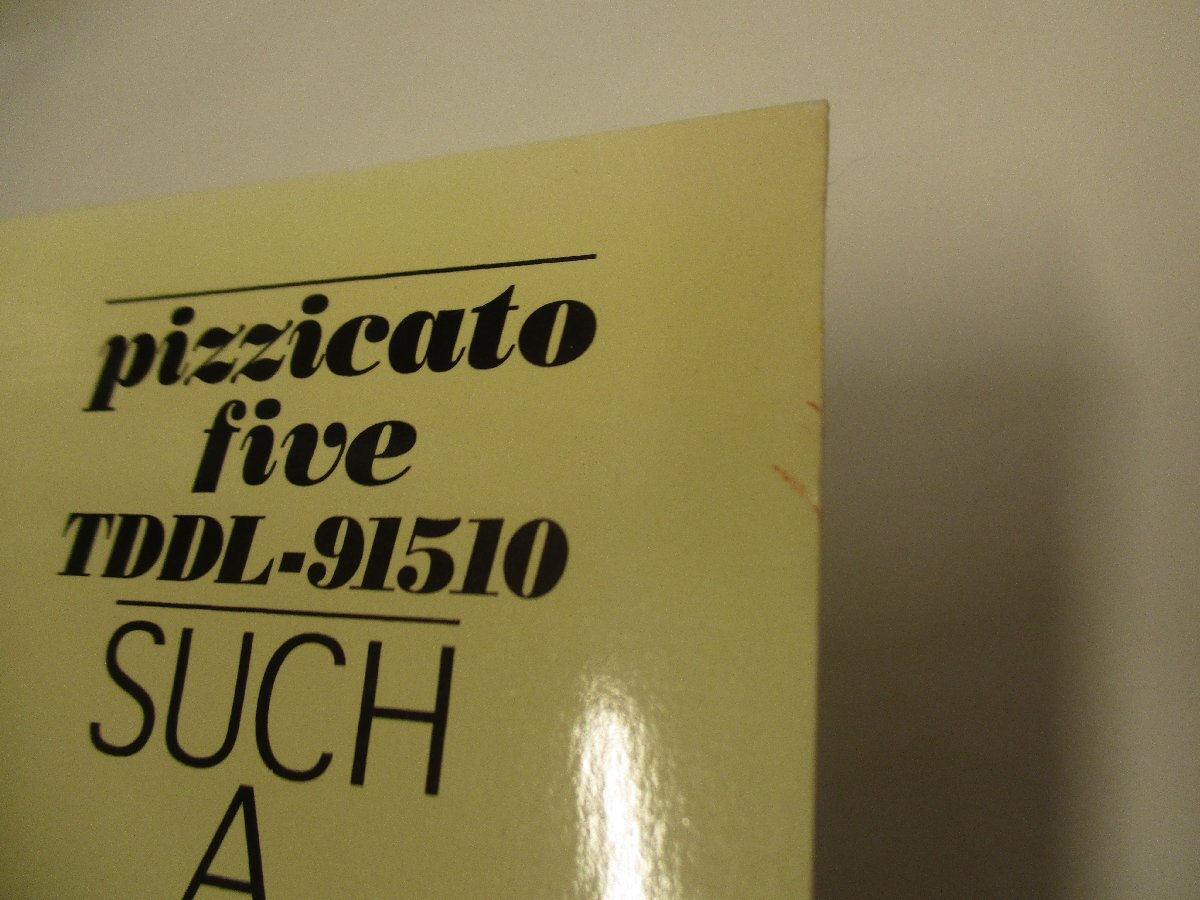 pizzicato
five
TDDL-91510
SUCH
A